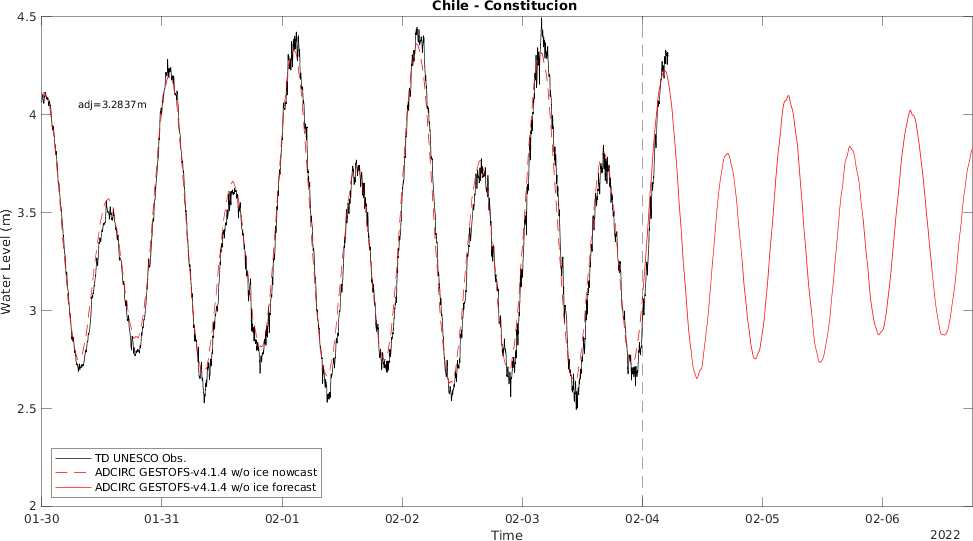 Chile - Constitucion
4.5
4
3.5
3
2.5
2
Water Level (m)
adj=3.2837m
TD UNESCO Obs.
ADCIRC GESTOFS-v4.1.4 w/o ice nowcast
ADCIRC GESTOFS-v4.1.4 w/o ice forecast
01-30 01-31 02-01 02-02 02-03 02-04 02-05 02-06
Time
2022